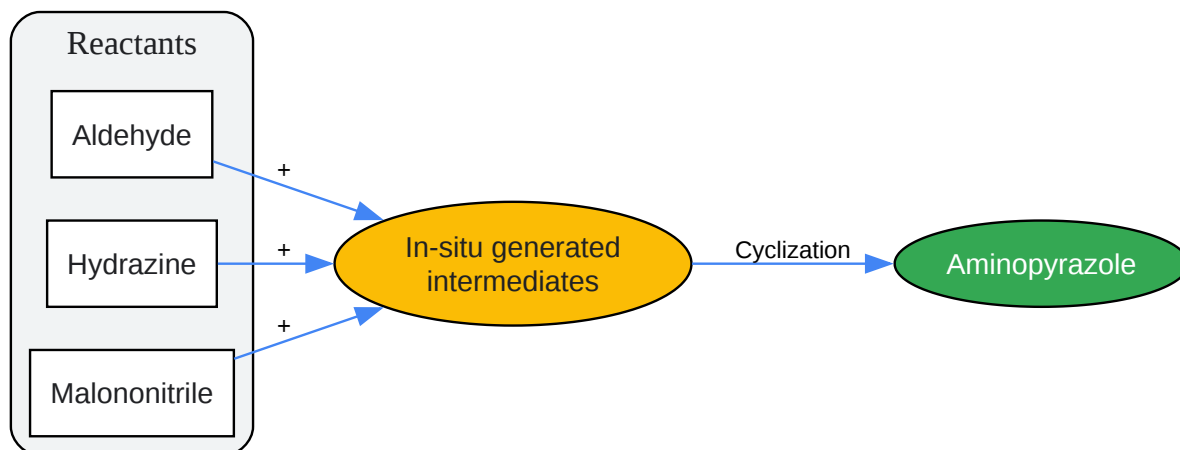 Reactants
Aldehyde
+
Hydrazine
+
Malononitrile
+
In-situ generated
intermediates
Cyclization
Aminopyrazole